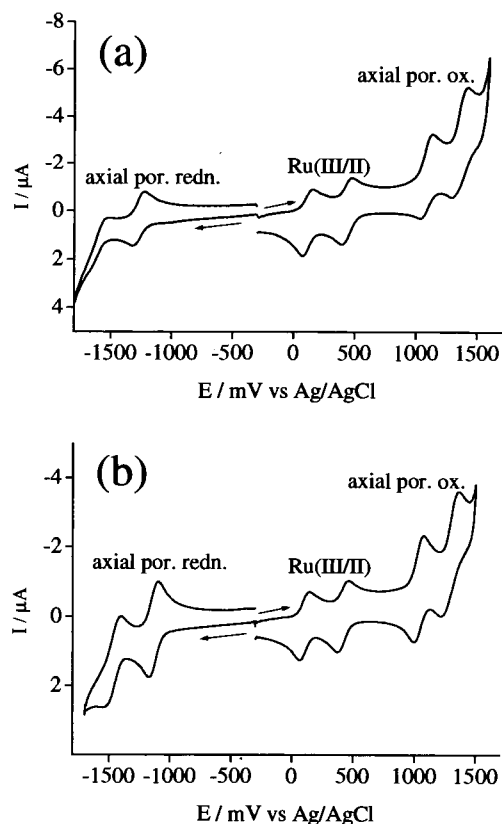 (a)
-8
-6
-4
-2
0
2
4
I / μA
axial por. redn.
Ru(III/II)
axial por. ox.
-1500 -1000 -500 0 500 1000 1500
E / mV vs Ag/AgCl
(b)
-4
-2
0
2
I / μA
axial por. redn.
Ru(III/II)
axial por. ox.
-1500 -1000 -500 0 500 1000 1500
E / mV vs Ag/AgCl